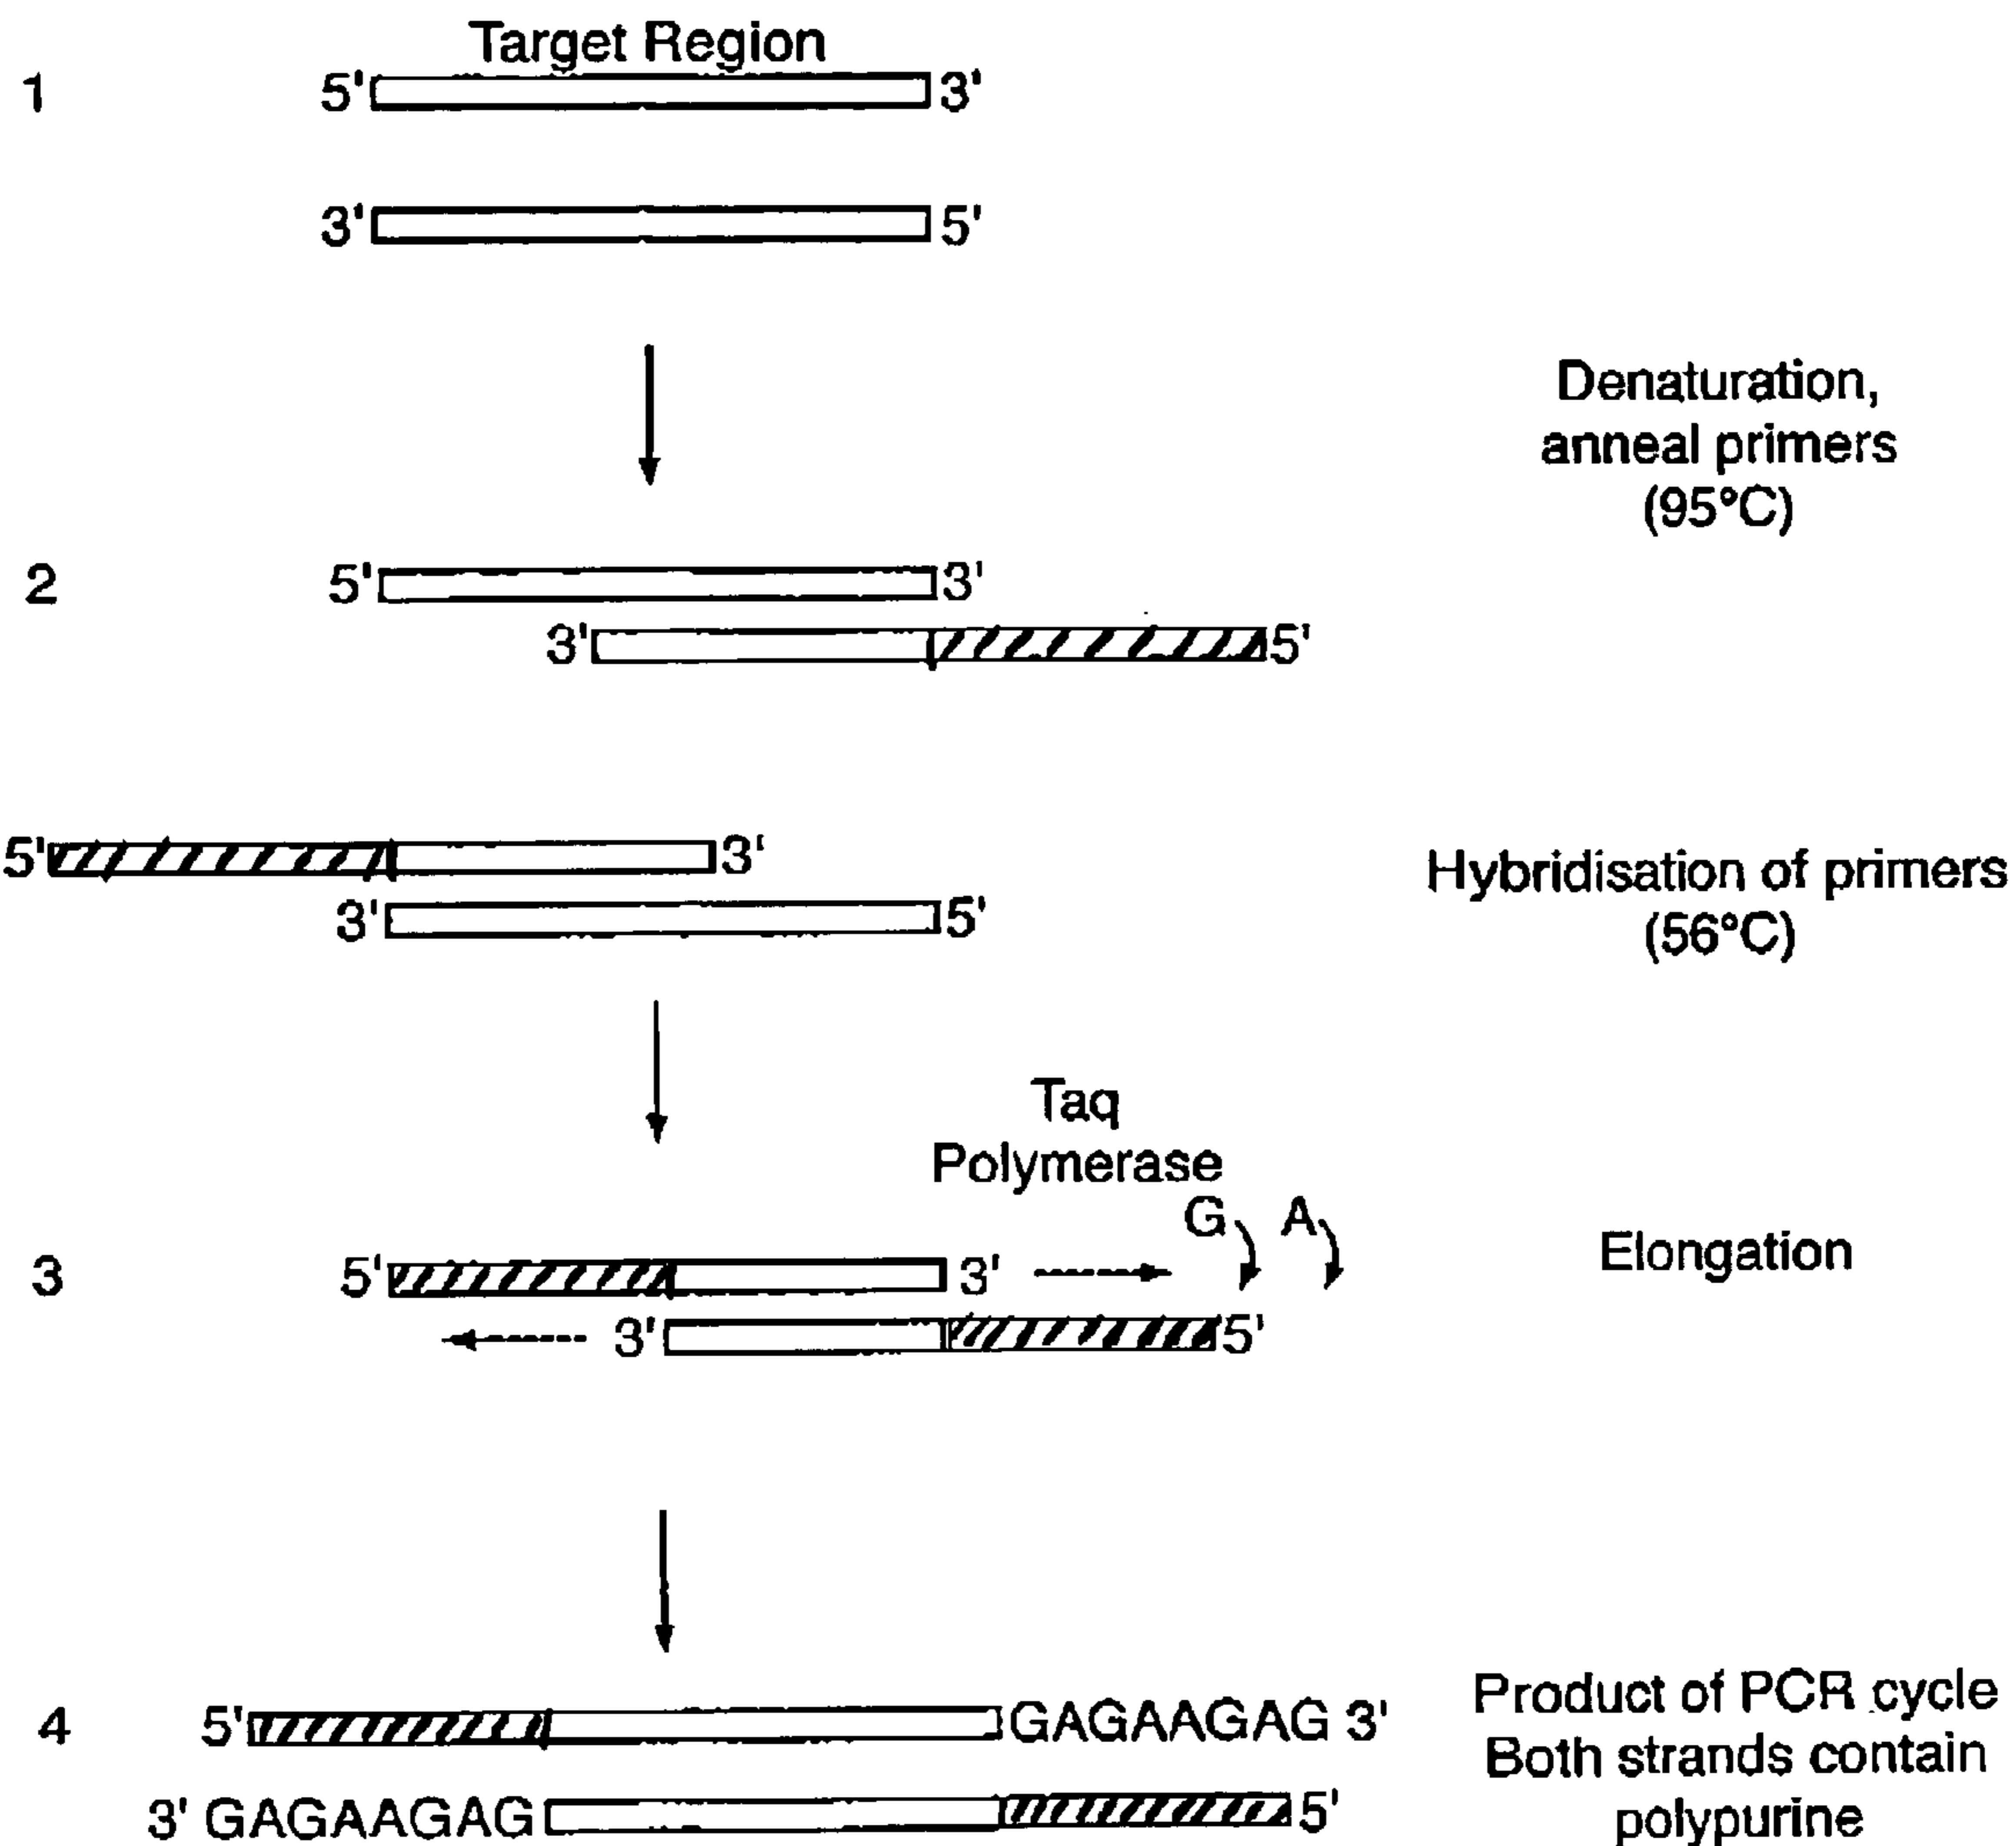 Target Region
1
5' 3'
3' 5'
Denaturation,
anneal primers
(95°C)
2
5' 3'
3' 5'
5' 3'
3' 5'
Hybridisation of primers
(56°C)
Taq
Polymerase
G A
3
5' 3'
Elongation
3' 5'
4
5' GAGAAGAG 3'
3' GAGAAGAG 5'
Product of PCR cycle
Both strands contain
polypurine